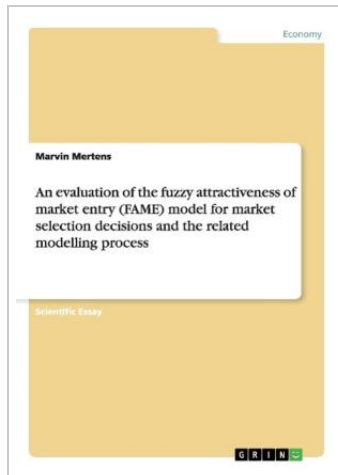 Economy
Marvin Mertens
An evaluation of the fuzzy attractiveness of
market entry (FAME) model for market
selection decisions and the related
modelling process
Scientific Essay
GRIN